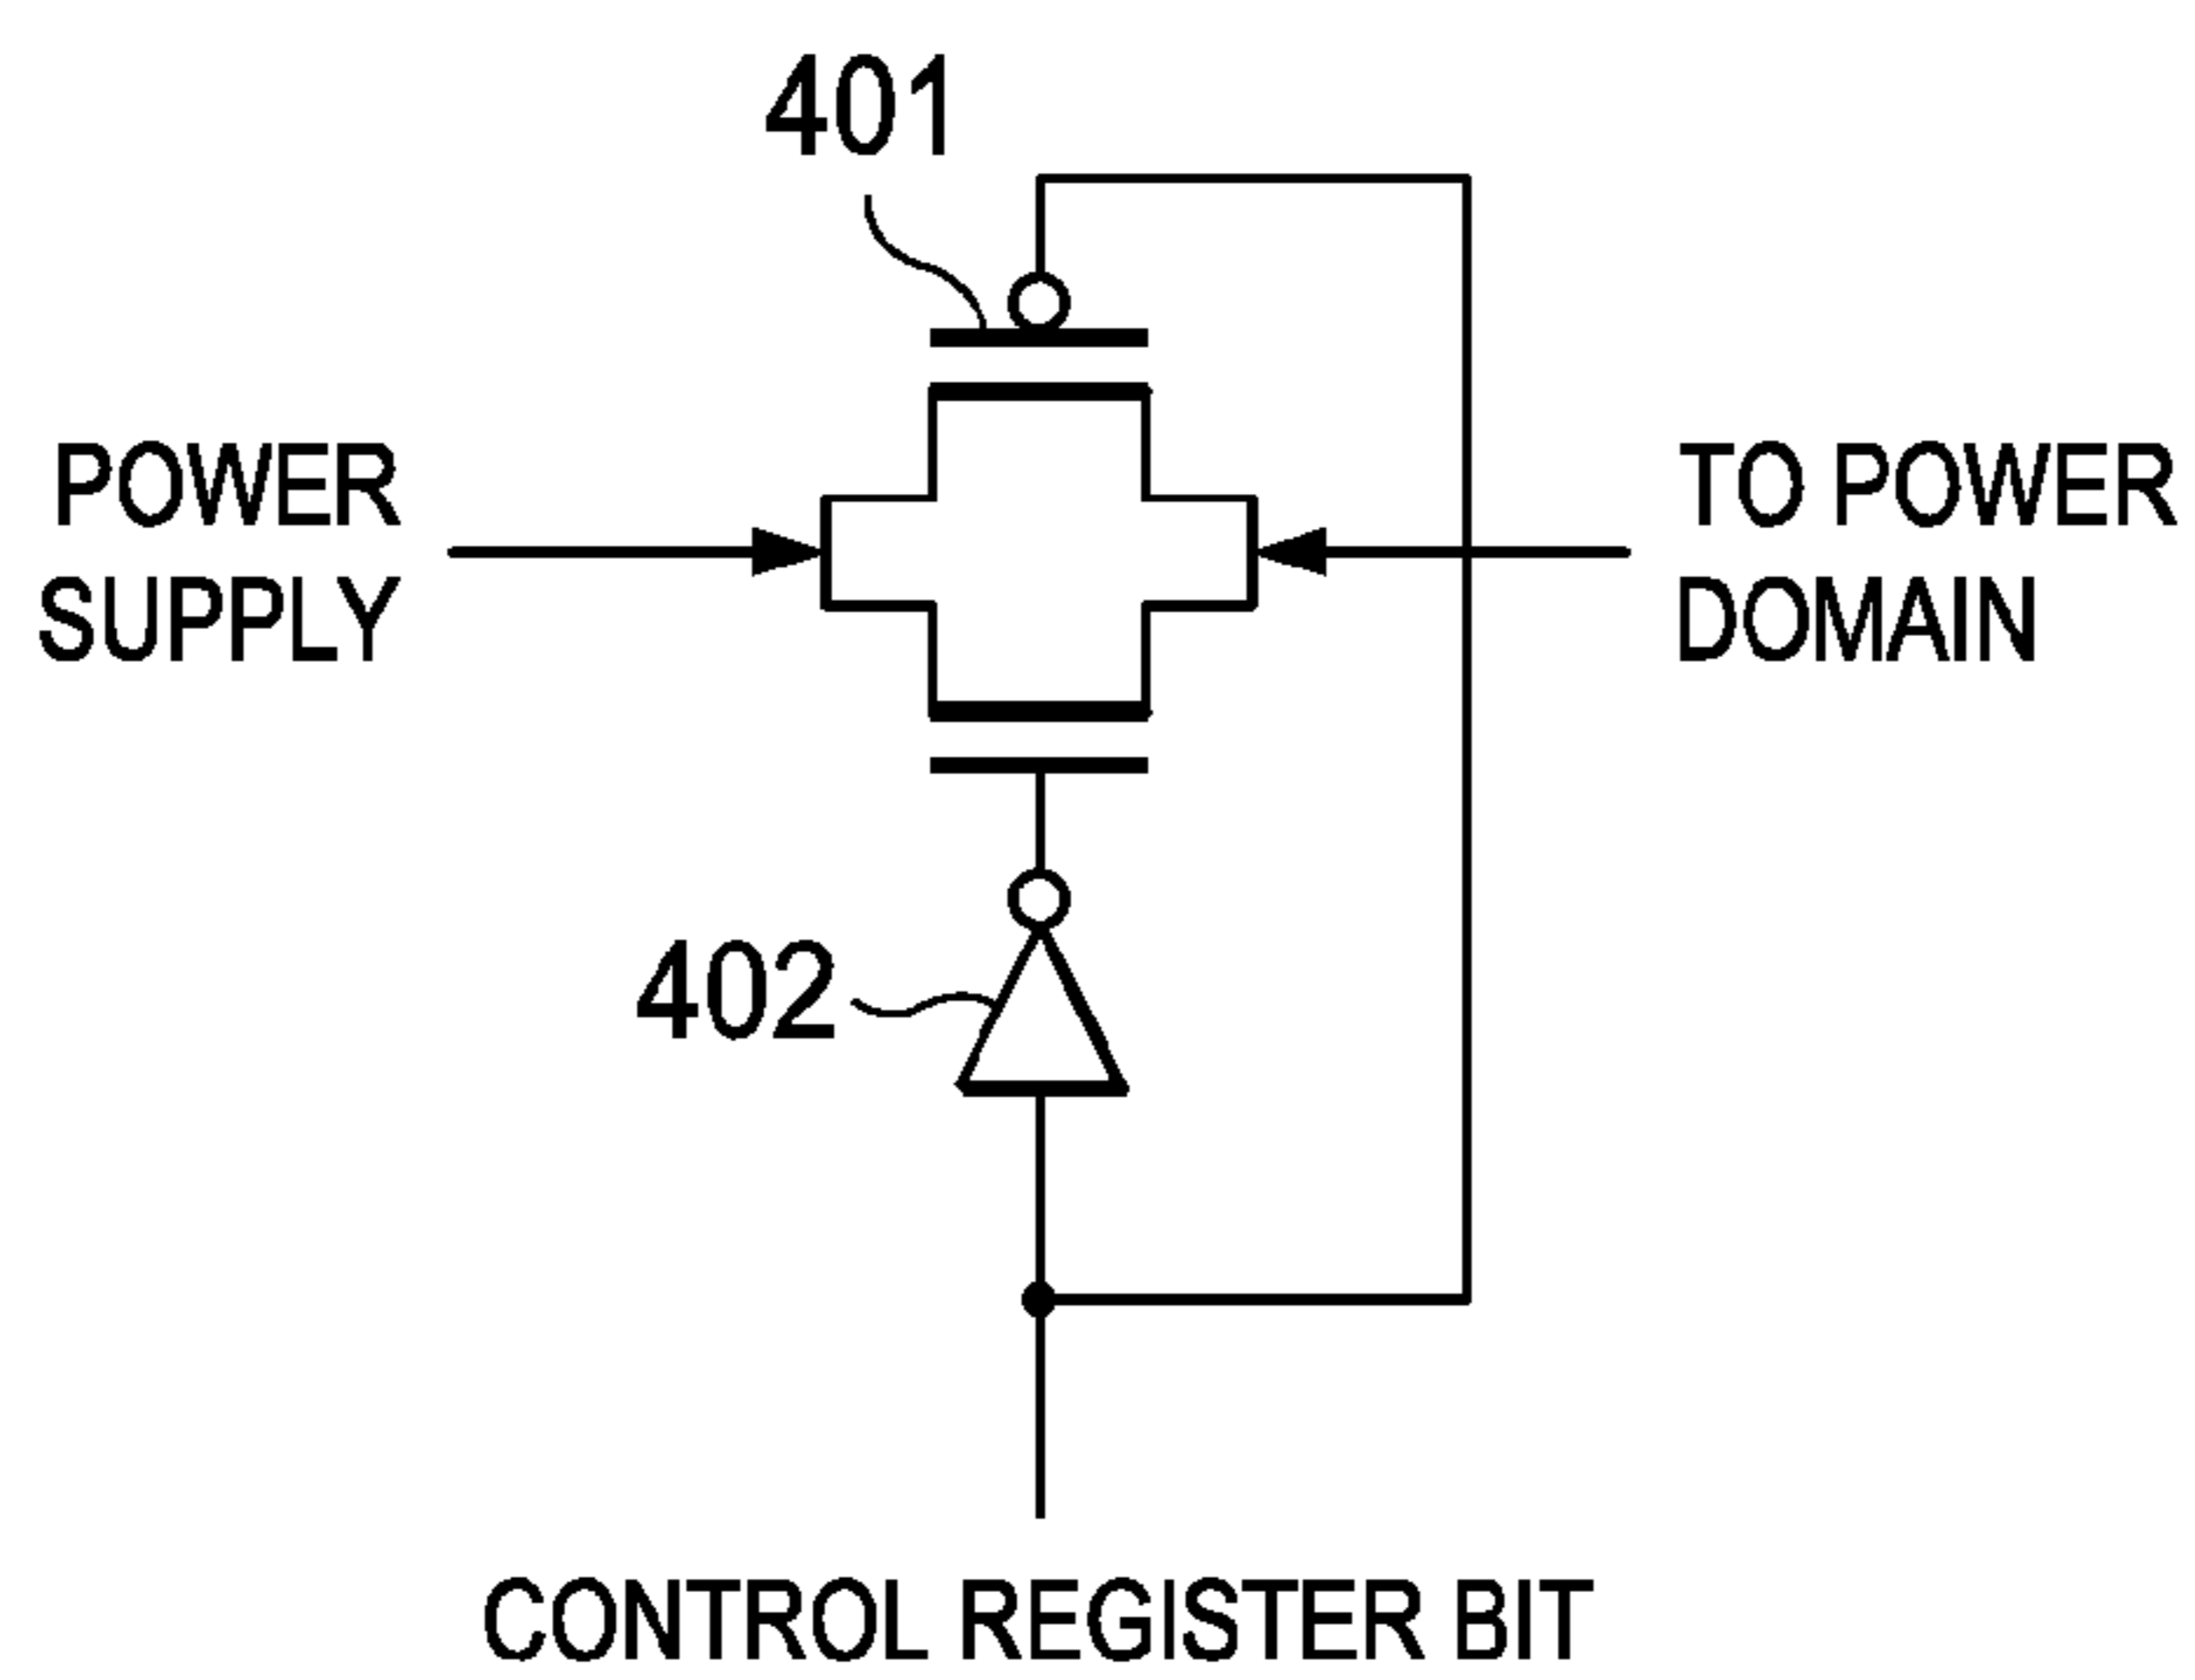 401
POWER
SUPPLY
TO POWER
DOMAIN
402
CONTROL REGISTER BIT